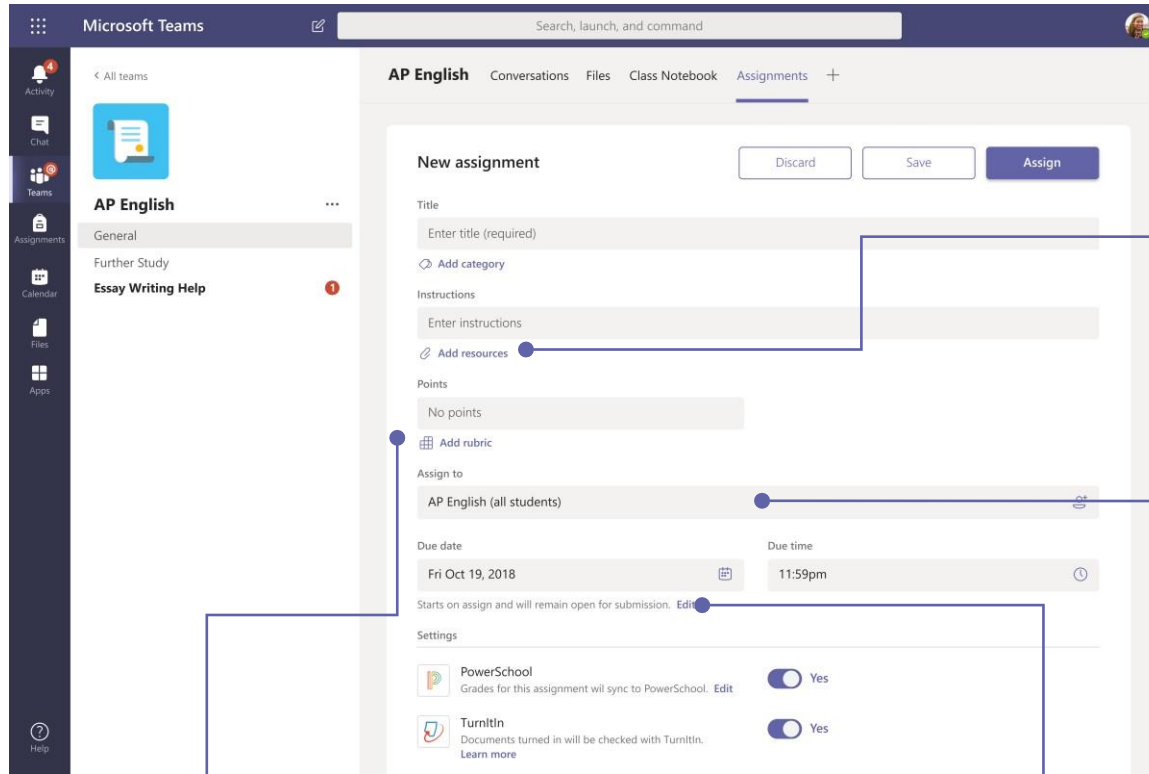 Microsoft Teams
Search, launch, and command
4
Activity
Chat
@
Teams
Assignments
Calendar
Files
Apps
Help
< All teams
AP English
...
General
Further Study
Essay Writing Help 1
AP English Conversations Files Class Notebook Assignments +
New assignment Discard Save Assign
Title
Enter title (required)
Add category
Instructions
Enter instructions
Add resources
Points
No points
Add rubric
Assign to
AP English (all students)
Due date Due time
Fri Oct 19, 2018 11:59pm
Starts on assign and will remain open for submission. Edit
Settings
PowerSchool Yes
Grades for this assignment wil sync to PowerSchool. Edit
TurnItIn Yes
Documents turned in will be checked with TurnItIn.
Learn more